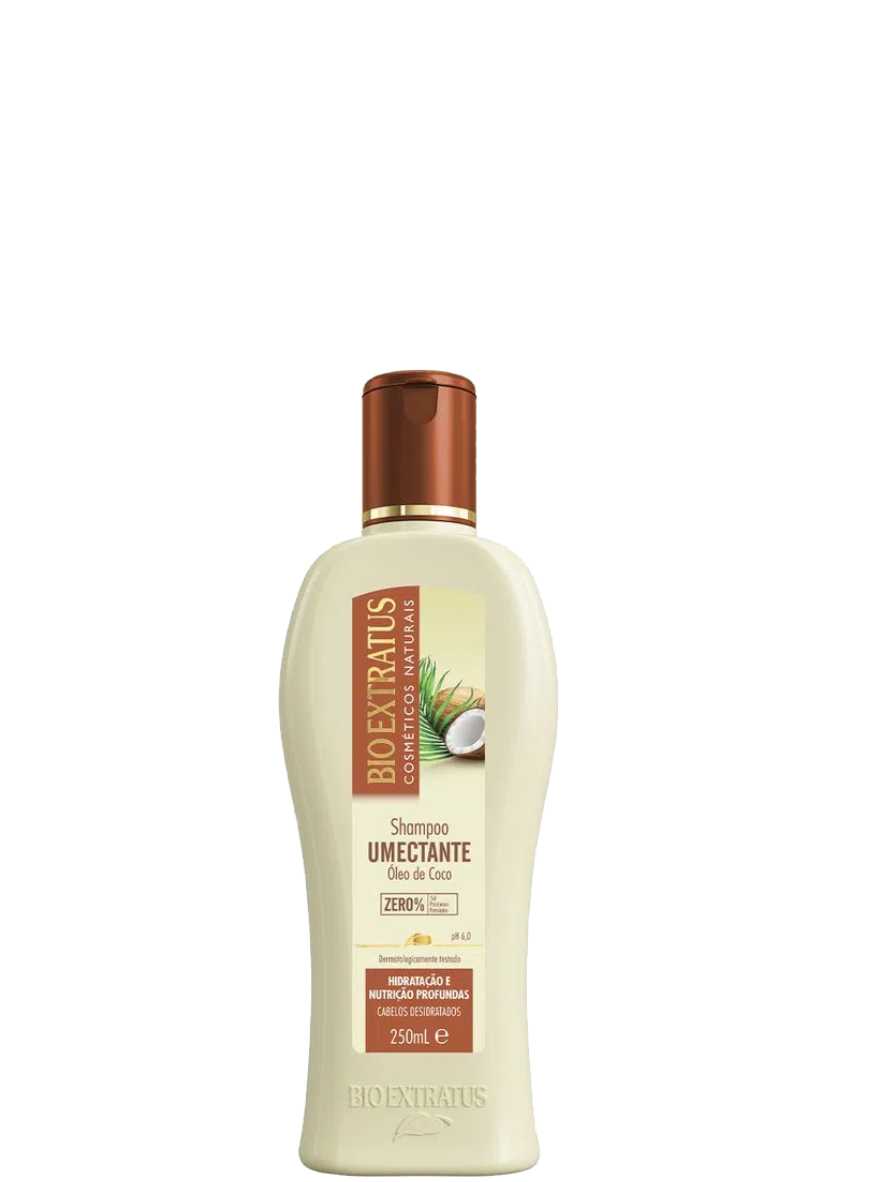 BIO EXTRATUS
COSMÉTICOS NATURAIS
Shampoo
UMECTANTE
Óleo de Coco
ZERO%
Sal
pH 6,0
Dermatologicamente testado
HIDRATAÇÃO E
NUTRIÇÃO PROFUNDAS
CABELOS DESIDRATADOS
250mL e
BIO EXTRATUS